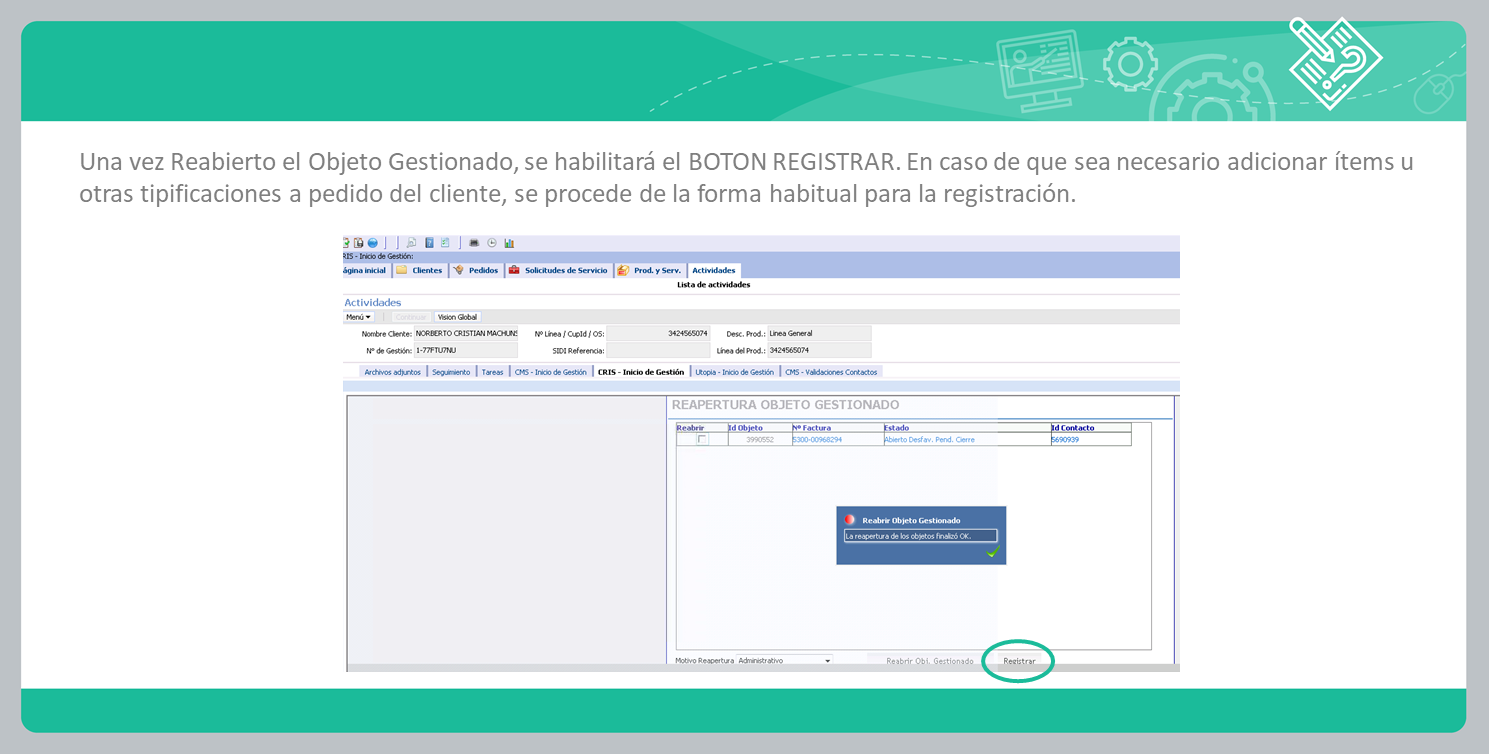 Una vez Reabierto el Objeto Gestionado, se habilitará el BOTON REGISTRAR. En caso de que sea necesario adicionar ítems u
otras tipificaciones a pedido del cliente, se procede de la forma habitual para la registración.
RIS - Inicio de Gestión:
ágina inicial Clientes Pedidos Solicitudes de Servicio Prod. y Serv. Actividades
Lista de actividades
Actividades
Menú Continuar Vision Global
Nombre Cliente: NORBERTO CRISTIAN MACHUNS Nº Línea / CupId / OS: 3424565074 Desc. Prod.: Linea General
Nº de Gestión: 1-77FTU7NU SIDI Referencia: Línea del Prod.: 3424565074
Archivos adjuntos Seguimiento Tareas CMS - Inicio de Gestión CRIS - Inicio de Gestión Utopia - Inicio de Gestión CMS - Validaciones Contactos
REAPERTURA OBJETO GESTIONADO
Reabrir Id Objeto Nº Factura Estado Id Contacto
3990552 5300-00968294 Abierto Desfav. Pend. Cierre 5690939
Reabrir Objeto Gestionado
La reapertura de los objetos finalizó OK.
Motivo Reapertura Administrativo Reabrir Obj. Gestionado Registrar